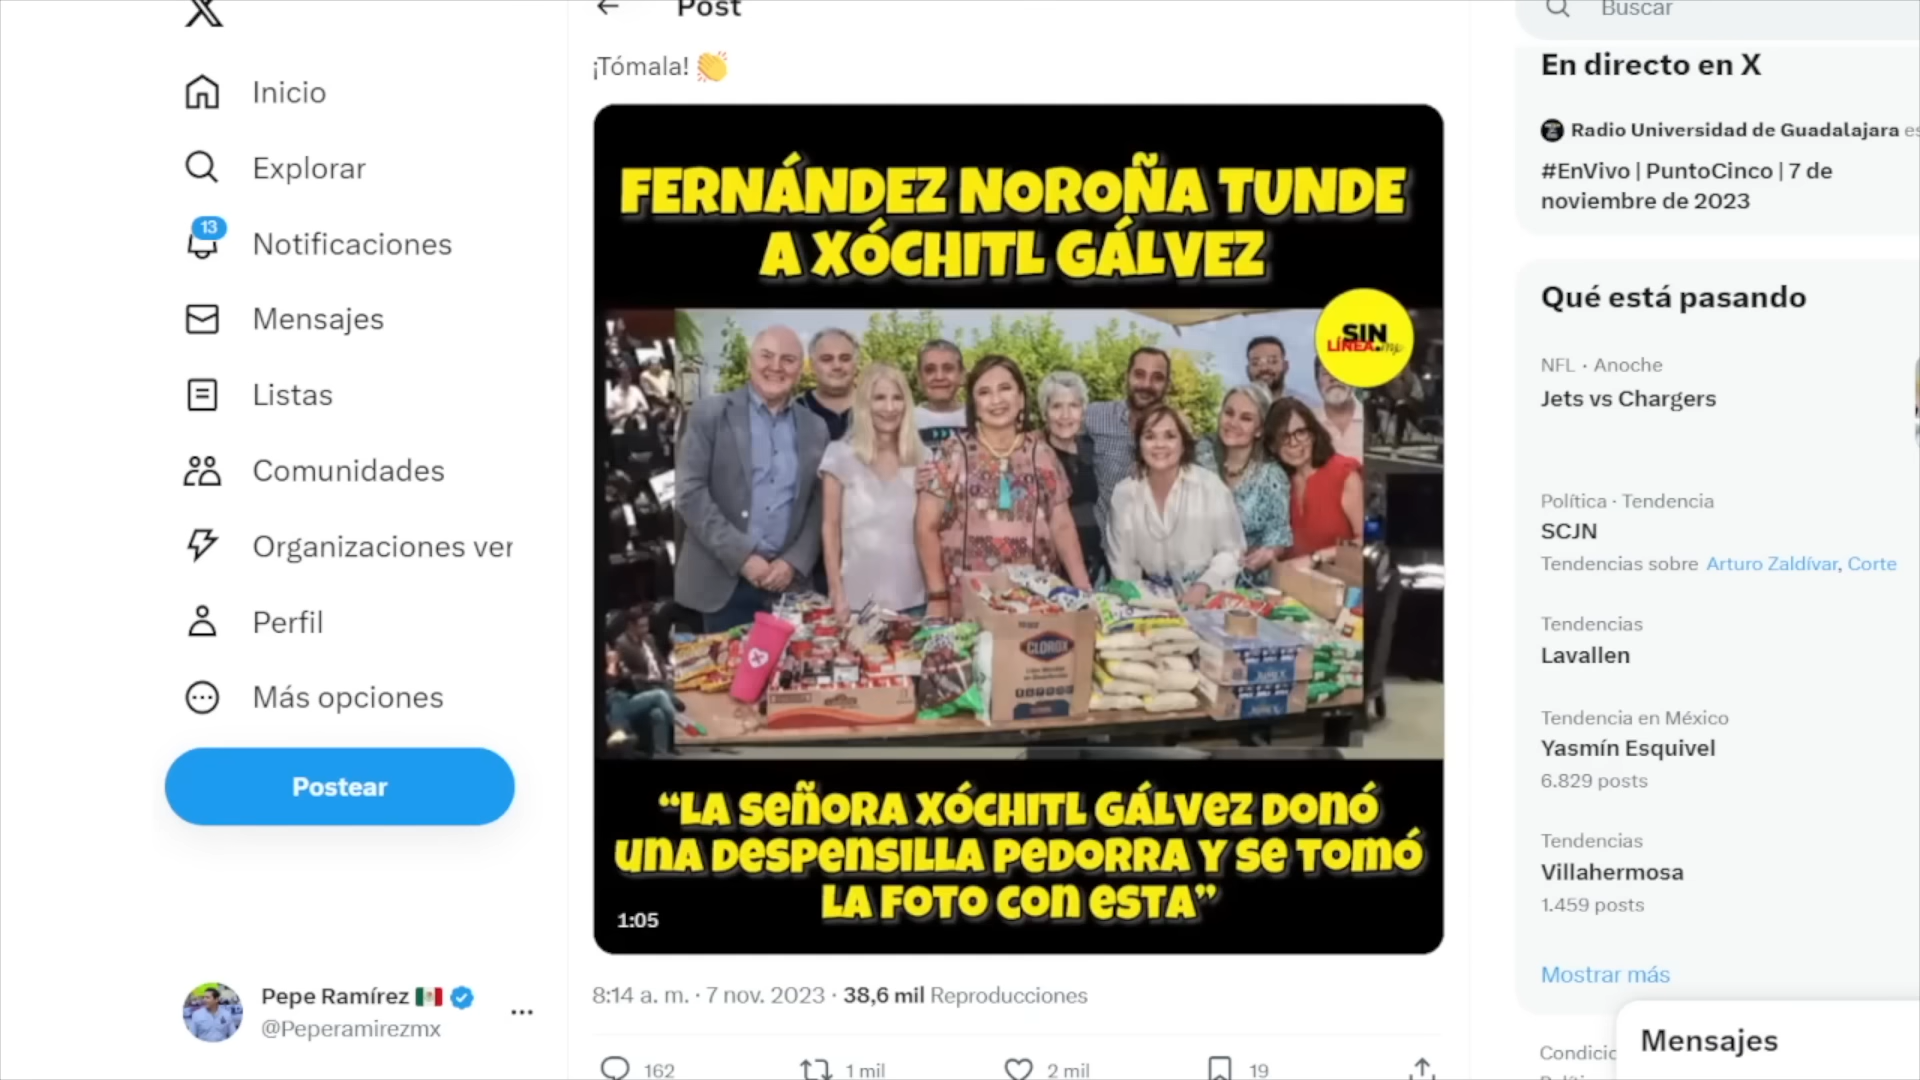 Post
Buscar
Inicio
Explorar
13
Notificaciones
Mensajes
Listas
Comunidades
Organizaciones ver
Perfil
Más opciones
Postear
Pepe Ramírez
@Peperamirezmx
¡Tómala!
FERNÁNDEZ NOROÑA TUNDE
A XÓCHITL GÁLVEZ
SIN
LÍNEA.mx
CLOROX
“LA SEÑORA XÓCHITL GÁLVEZ DONÓ
UNA DESPENSILLA PEDORRA Y SE TOMÓ
LA FOTO CON ESTA”
1:05
8:14 a. m. · 7 nov. 2023 · 38,6 mil Reproducciones
162
1 mil
2 mil
19
En directo en X
Radio Universidad de Guadalajara es
#EnVivo | PuntoCinco | 7 de
noviembre de 2023
Qué está pasando
NFL · Anoche
Jets vs Chargers
Política · Tendencia
SCJN
Tendencias sobre Arturo Zaldívar, Corte
Tendencias
Lavallen
Tendencia en México
Yasmín Esquivel
6.829 posts
Tendencias
Villahermosa
1.459 posts
Mostrar más
Condicio
Mensajes